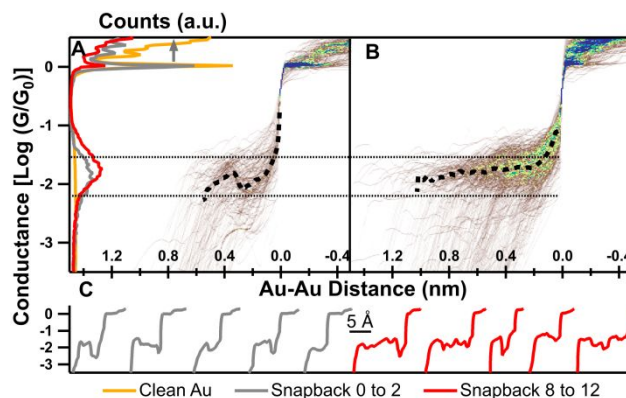 Counts (a.u.)
A
B
Conductance [Log (G/G₀)]
0
-1
-2
-3
1.2 0.8 0.4 0.0 -0.4 1.2 0.8 0.4 0.0 -0.4
Au-Au Distance (nm)
C
0
-1
-2
-3
5 Å
Clean Au Snapback 0 to 2 Snapback 8 to 12